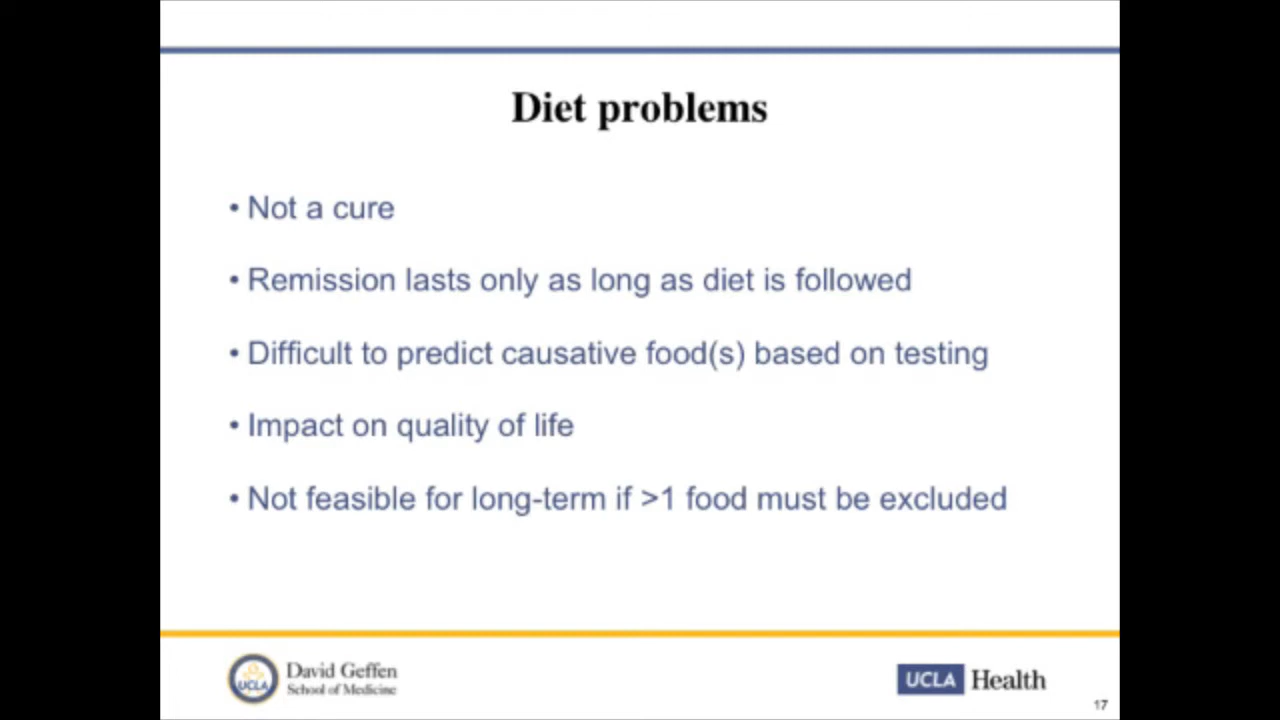 Diet problems
• Not a cure
• Remission lasts only as long as diet is followed
• Difficult to predict causative food(s) based on testing
• Impact on quality of life
• Not feasible for long-term if >1 food must be excluded
UCLA
David Geffen
School of Medicine
UCLA Health
17